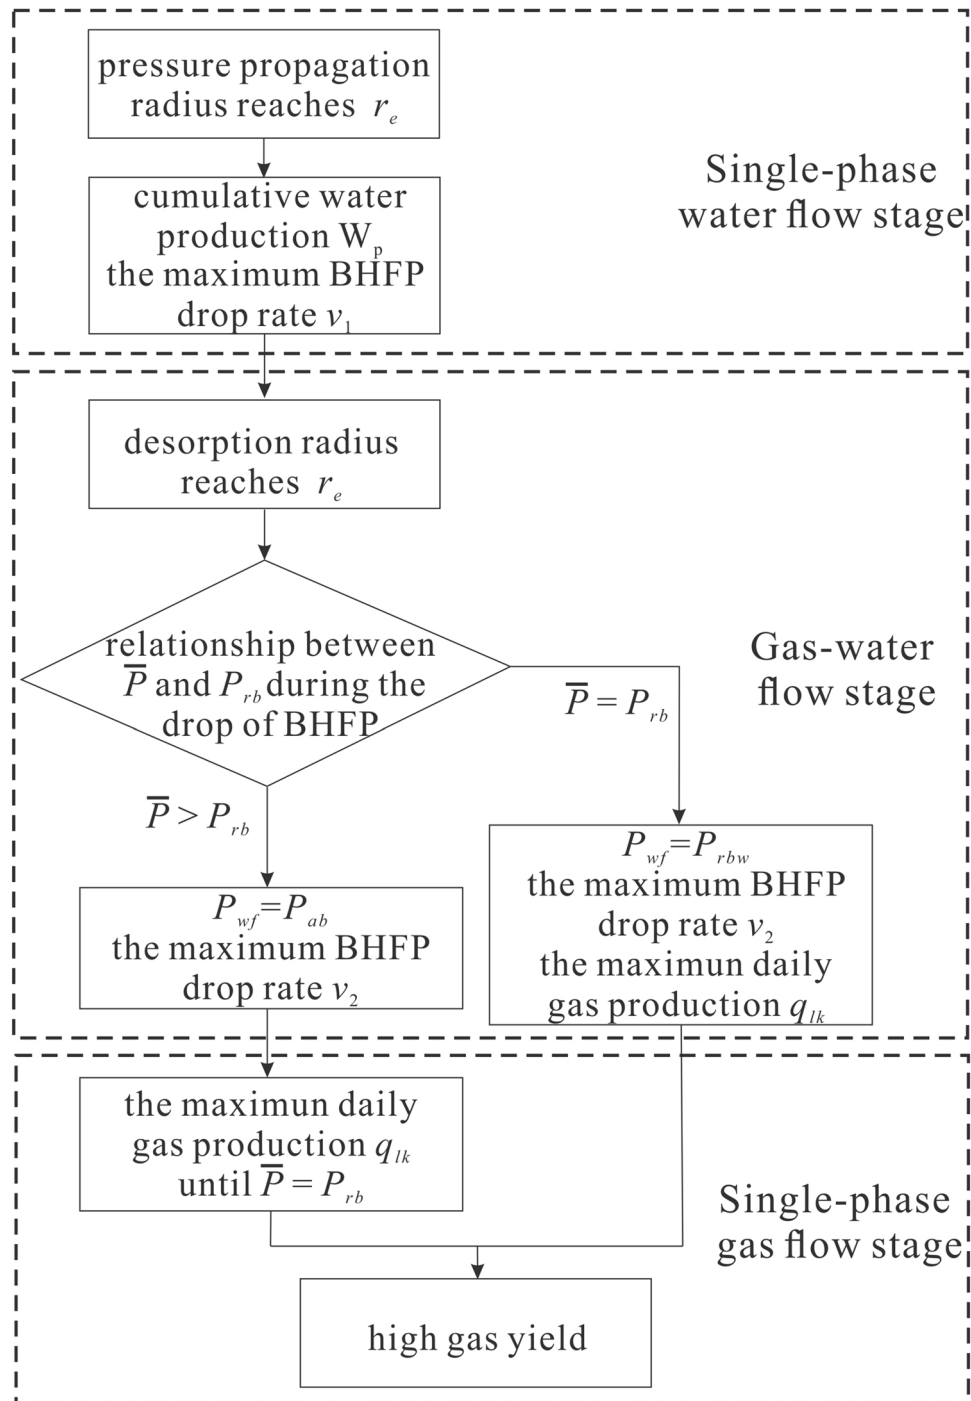 pressure propagation
radius reaches r_e
cumulative water
production W_p
the maximum BHFP
drop rate v_1
Single-phase
water flow stage
desorption radius
reaches r_e
relationship between
P̅ and P_rb during the
drop of BHFP
P̅ = P_rb
P̅ > P_rb
Gas-water
flow stage
P_wf=P_ab
the maximum BHFP
drop rate v_2
P_wf=P_rbw
the maximum BHFP
drop rate v_2
the maximun daily
gas production q_lk
the maximun daily
gas production q_lk
until P̅ = P_rb
Single-phase
gas flow stage
high gas yield